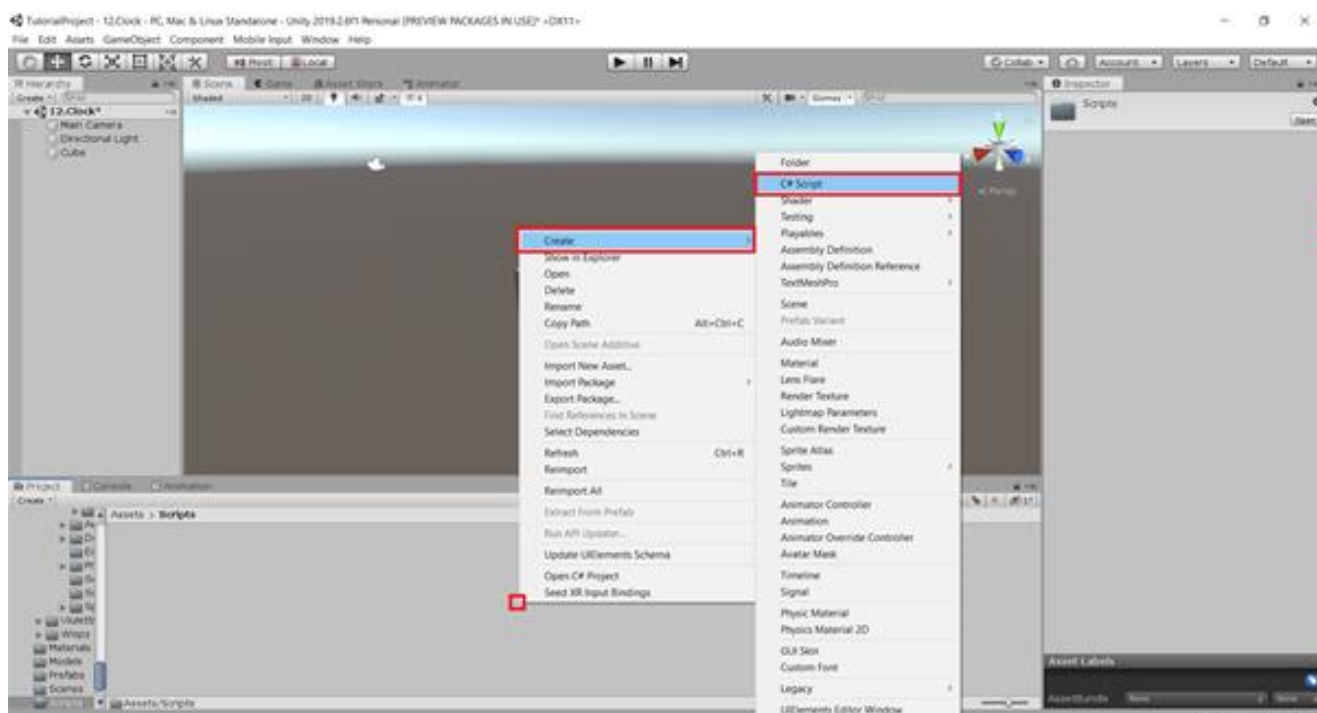 TutorialProject - 12.Clock - PC, Mac & Linux Standalone - Unity 2019.2.6f1 Personal [PREVIEW PACKAGES IN USE]* <DX11>
File Edit Assets GameObject Component Mobile Input Window Help
Pivot Local Collab Account Layers Default
Hierarchy Scene Game Asset Store Animator Inspector
Create Shaded Gizmos Scripts
12.Clock*
Open
Main Camera
Directional Light
Cube
Persp
Create
Show in Explorer
Open
Delete
Rename
Copy Path Alt+Ctrl+C
Open Scene Additive
Import New Asset...
Import Package
Export Package...
Find References In Scene
Select Dependencies
Refresh Ctrl+R
Reimport
Reimport All
Extract From Prefab
Run API Updater...
Update UIElements Schema
Open C# Project
Seed XR Input Bindings
Folder
C# Script
Shader
Testing
Playables
Assembly Definition
Assembly Definition Reference
TextMeshPro
Scene
Prefab Variant
Audio Mixer
Material
Lens Flare
Render Texture
Lightmap Parameters
Custom Render Texture
Sprite Atlas
Sprites
Tile
Animator Controller
Animation
Animator Override Controller
Avatar Mask
Timeline
Signal
Physic Material
Physics Material 2D
GUI Skin
Custom Font
Legacy
UIElements Editor Window
Project Console Animation
Create
Assets > Scripts
Wisps
Materials
Models
Prefabs
Scenes
Scripts
Assets/Scripts
Asset Labels
AssetBundle None None